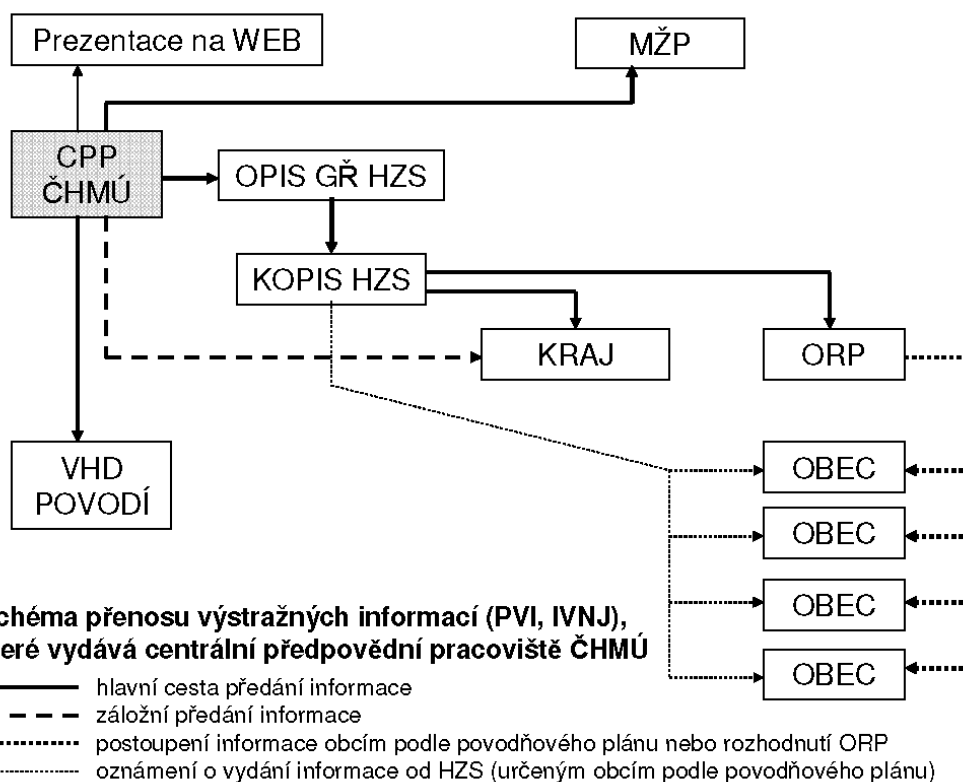 Prezentace na WEB
MŽP
CPP
ČHMÚ
OPIS GŘ HZS
KOPIS HZS
KRAJ
ORP
VHD
POVODÍ
OBEC
OBEC
OBEC
OBEC
chéma přenosu výstražných informací (PVI, IVNJ),
eré vydává centrální předpovědní pracoviště ČHMÚ
hlavní cesta předání informace
záložní předání informace
postoupení informace obcím podle povodňového plánu nebo rozhodnutí ORP
oznámení o vydání informace od HZS (určeným obcím podle povodňového plánu)